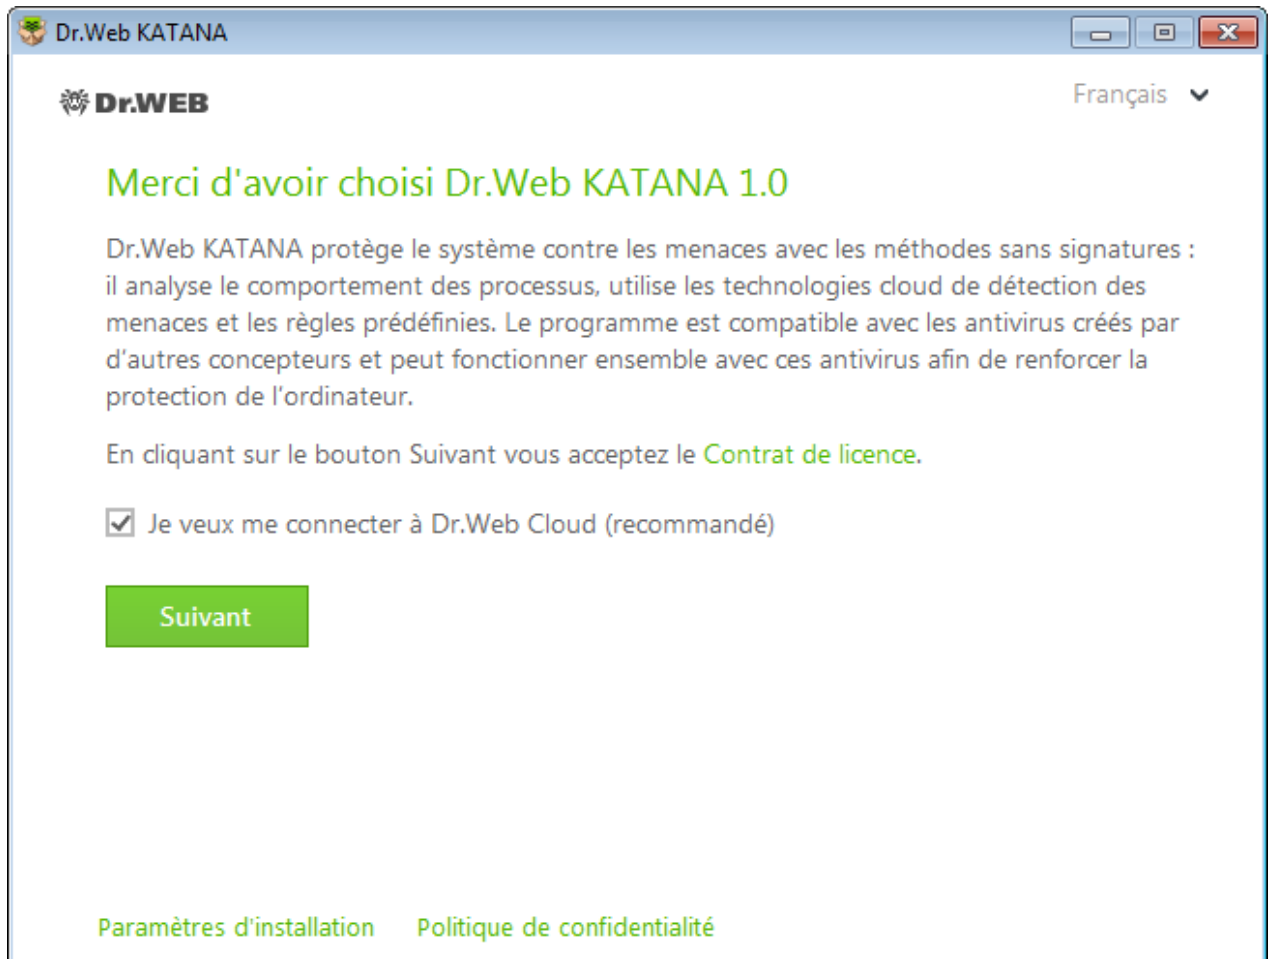 Dr.Web KATANA
Dr.WEB
Français
Merci d'avoir choisi Dr.Web KATANA 1.0
Dr.Web KATANA protège le système contre les menaces avec les méthodes sans signatures :
il analyse le comportement des processus, utilise les technologies cloud de détection des
menaces et les règles prédéfinies. Le programme est compatible avec les antivirus créés par
d’autres concepteurs et peut fonctionner ensemble avec ces antivirus afin de renforcer la
protection de l’ordinateur.
En cliquant sur le bouton Suivant vous acceptez le Contrat de licence.
Je veux me connecter à Dr.Web Cloud (recommandé)
Suivant
Paramètres d'installation Politique de confidentialité